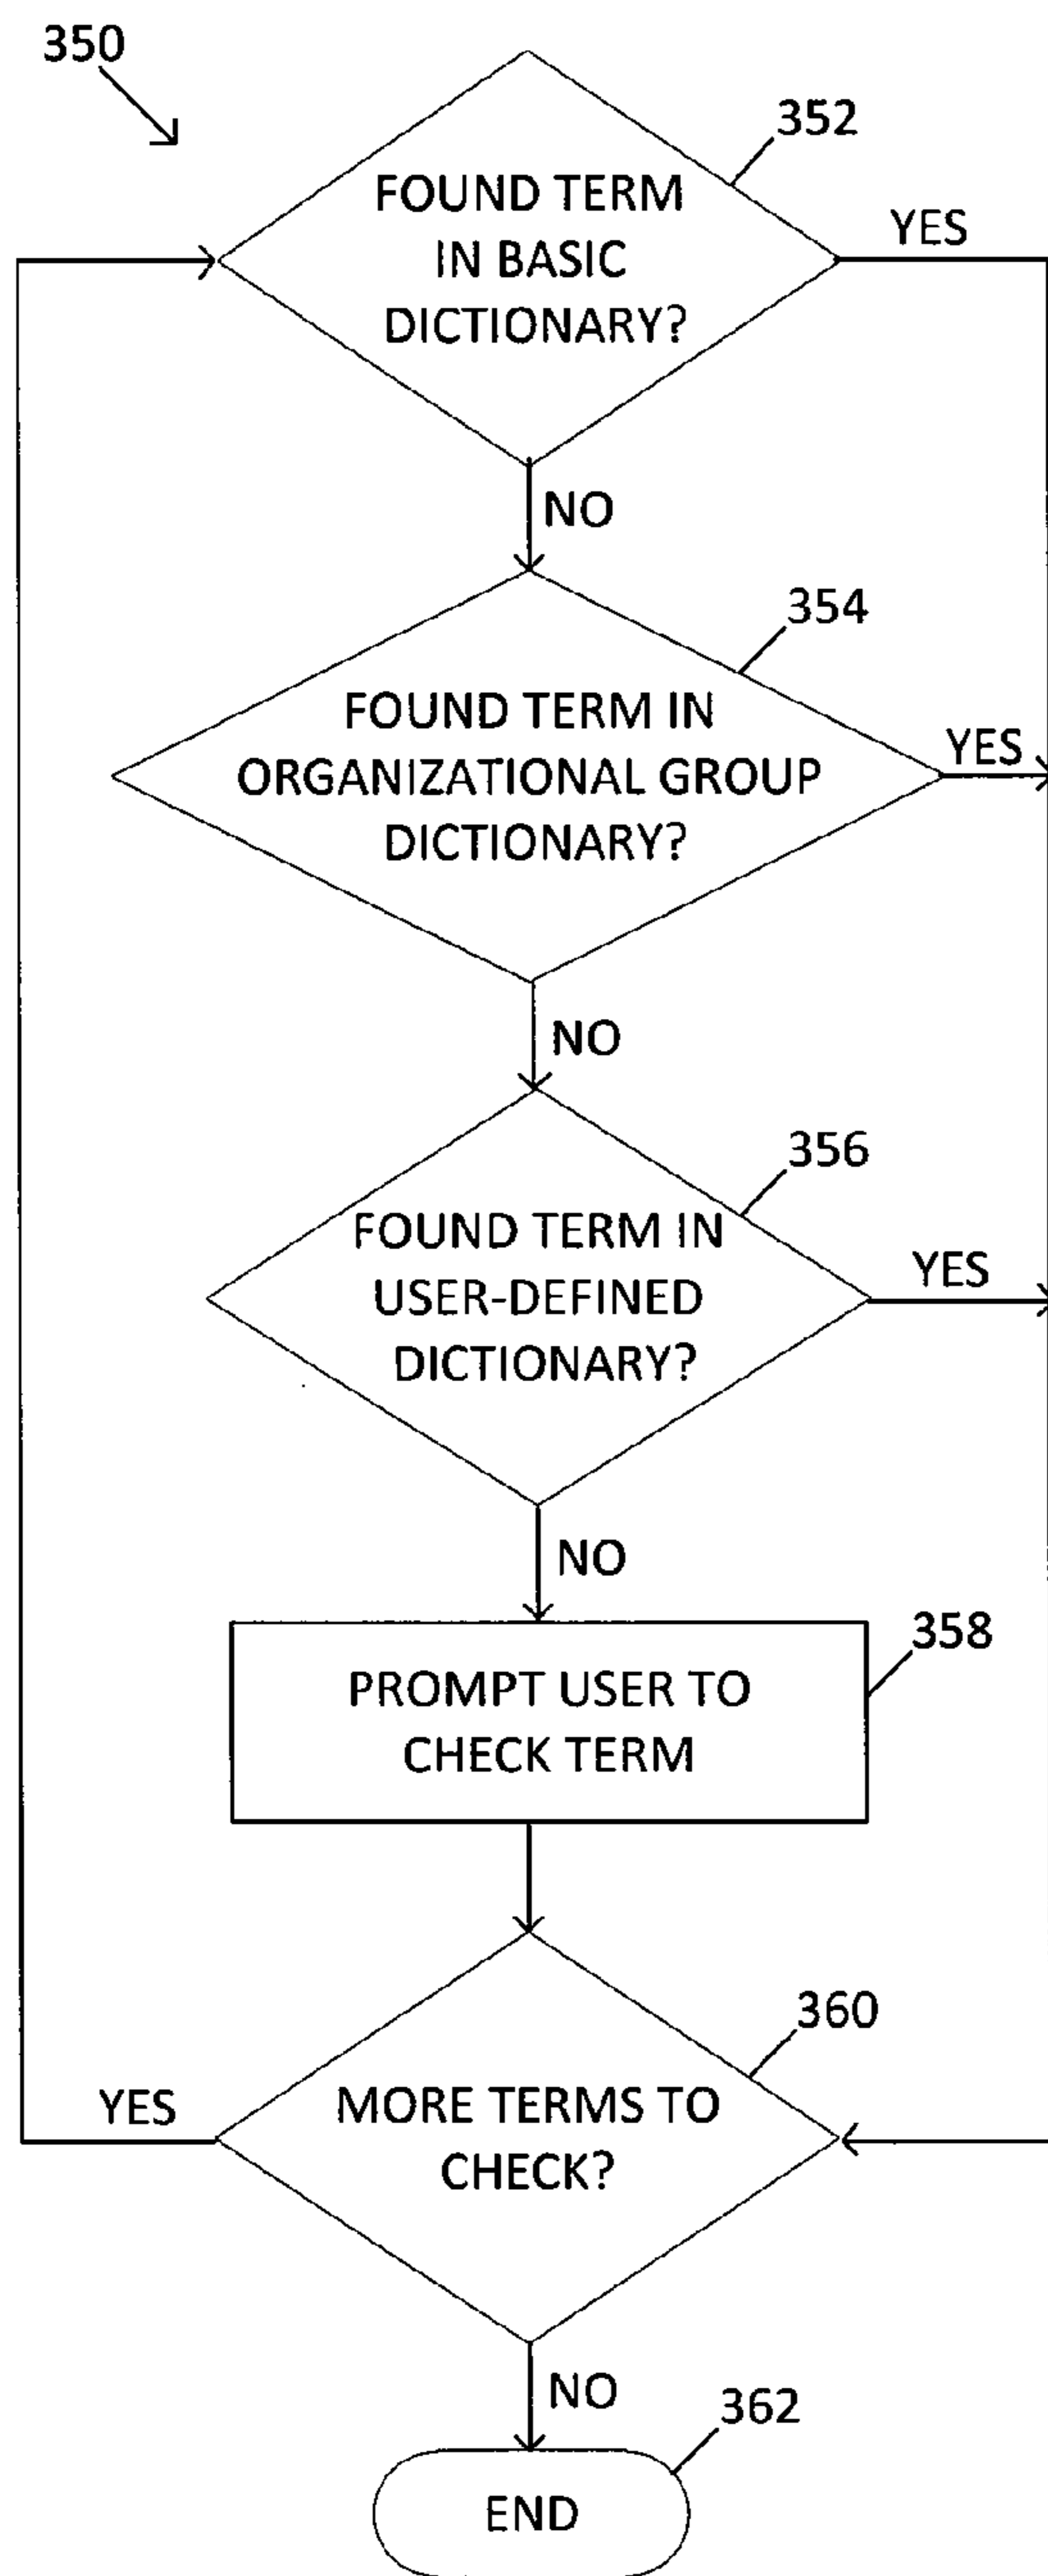 350
352
FOUND TERM
IN BASIC
DICTIONARY?
YES
NO
354
FOUND TERM IN
ORGANIZATIONAL GROUP
DICTIONARY?
YES
NO
356
FOUND TERM IN
USER-DEFINED
DICTIONARY?
YES
NO
358
PROMPT USER TO
CHECK TERM
360
MORE TERMS TO
CHECK?
YES
NO
362
END